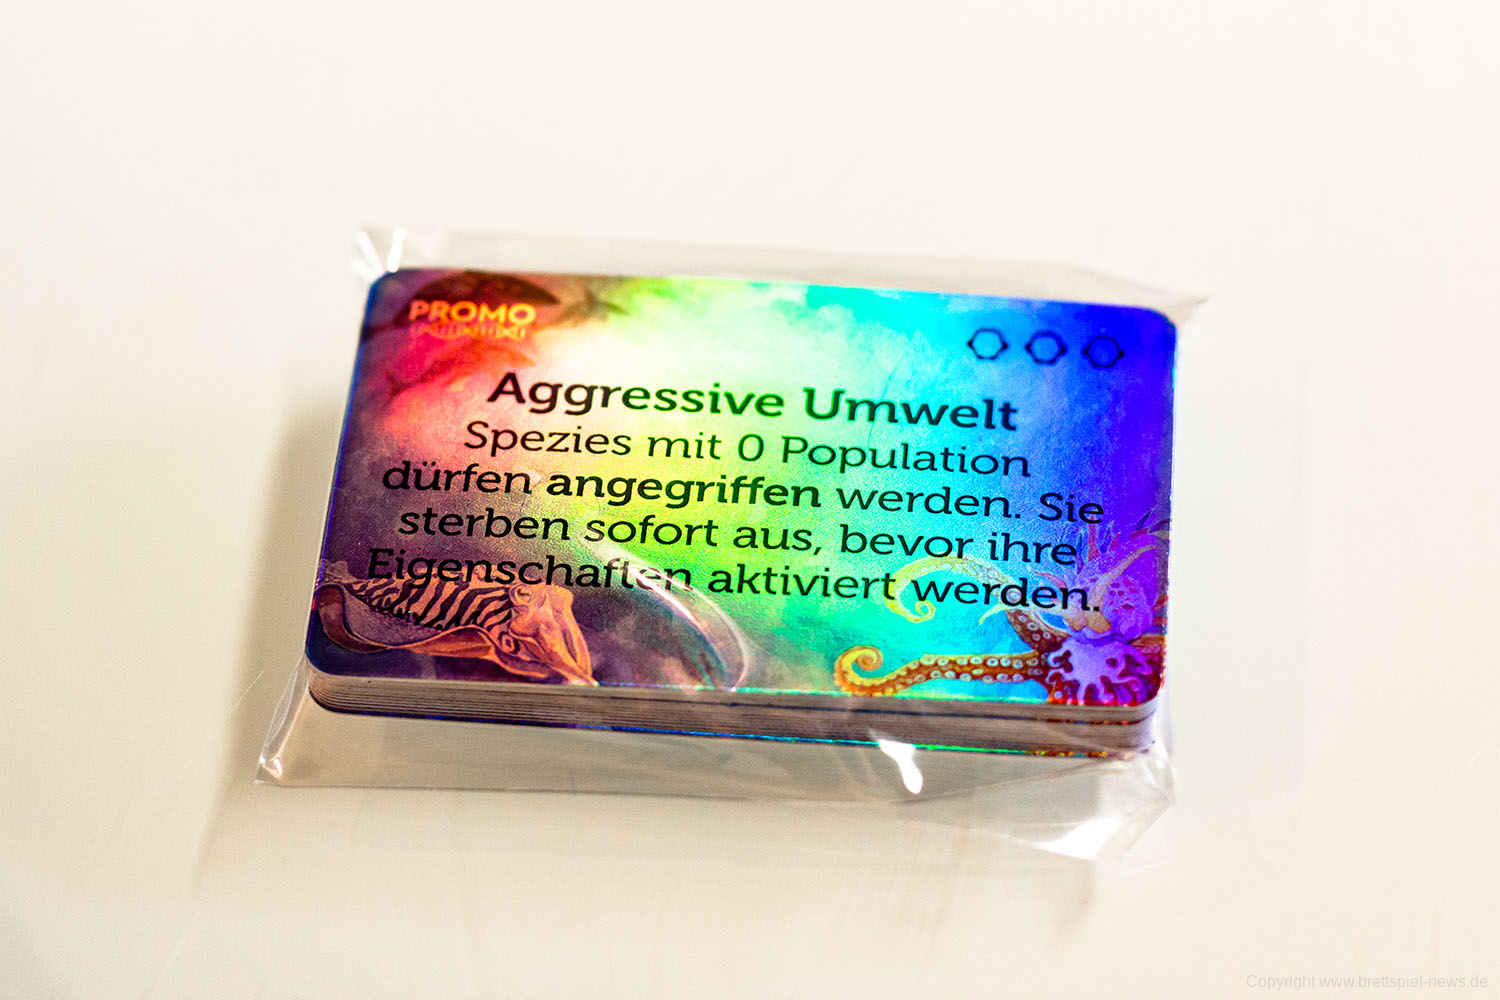 PROMO
Aggressive Umwelt
Spezies mit 0 Population
dürfen angegriffen werden. Sie
sterben sofort aus, bevor ihre
Eigenschaften aktiviert werden.
Copyright www.brettspiel-news.de